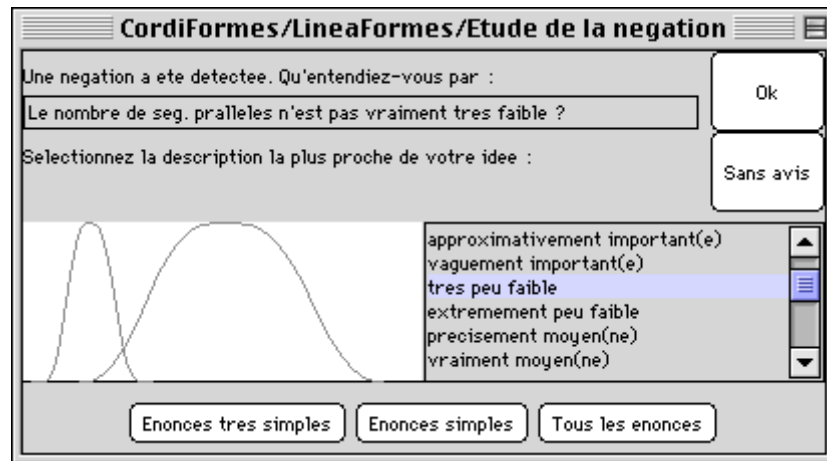 CordiFormes/LineaFormes/Etude de la negation
Une negation a ete detectee. Qu'entendiez-vous par :
Le nombre de seg. pralleles n'est pas vraiment tres faible ?
Selectionnez la description la plus proche de votre idee :
Ok
Sans avis
approximativement important(e)
vaguement important(e)
tres peu faible
extremement peu faible
precisement moyen(ne)
vraiment moyen(ne)
Enonces tres simples
Enonces simples
Tous les enonces